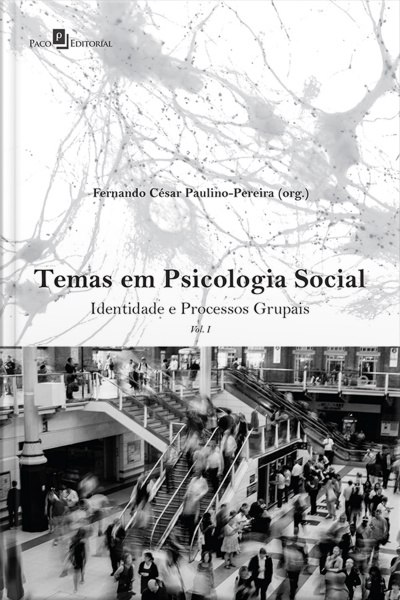 PACO EDITORIAL
Fernando César Paulino-Pereira (org.)
Temas em Psicologia Social
Identidade e Processos Grupais
Vol. I